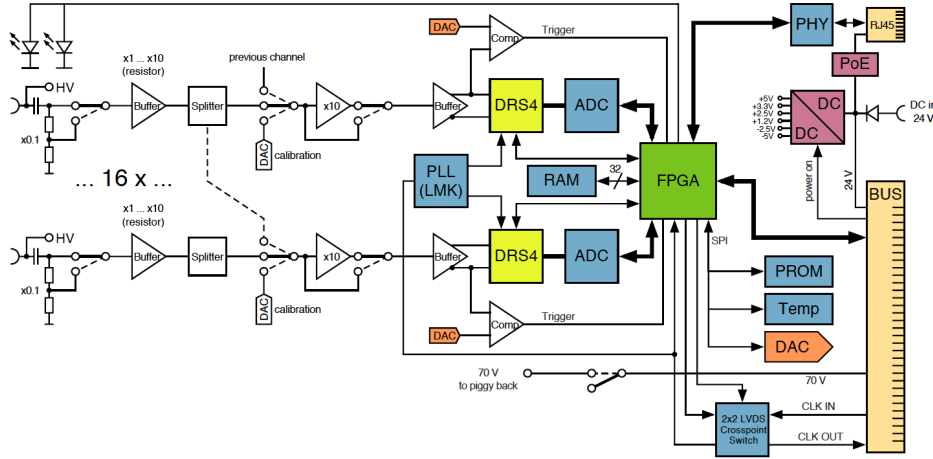 DAC
Comp
Trigger
PHY
RJ45
PoE
HV
x1 ... x10
(resistor)
previous channel
Buffer
Splitter
x10
Buffer
DRS4
ADC
x0.1
DAC
calibration
+5V
+3.3V
+2.5V
+1.2V
-2.5V
-5V
DC
DC
DC in
24 V
... 16 x ...
PLL
(LMK)
RAM
32
FPGA
power on
24 V
BUS
HV
x1 ... x10
(resistor)
Buffer
Splitter
x10
Buffer
DRS4
ADC
SPI
x0.1
DAC
calibration
PROM
Temp
DAC
Comp
Trigger
DAC
70 V
to piggy back
70 V
2x2 LVDS
Crosspoint
Switch
CLK IN
CLK OUT